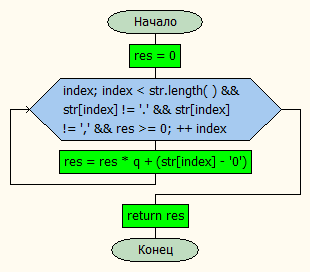 Начало
res = 0
index; index < str.length( ) &&
str[index] != '.' && str[index]
!= ',' && res >= 0; ++ index
res = res * q + (str[index] - '0')
return res
Конец